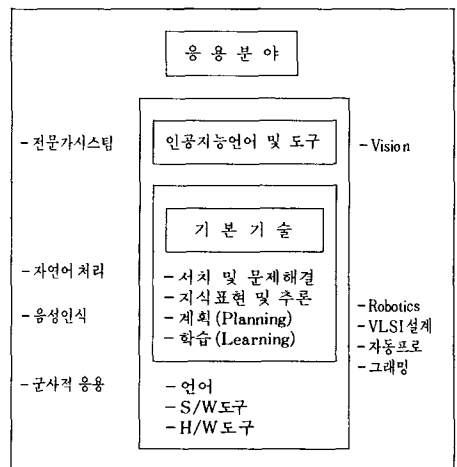 응 용 분 야
- 전문가시스팀
인공지능언어 및 도구
- Vision
기 본 기 술
- 자연어 처리
- 음성인식
- 군사적 응용
- 서치 및 문제해결
- 지식표현 및 추론
- 계획 (Planning)
- 학습 (Learning)
- Robotics
- VLSI 설계
- 자동프로
- 그래밍
- 언어
- S/W도구
- H/W도구